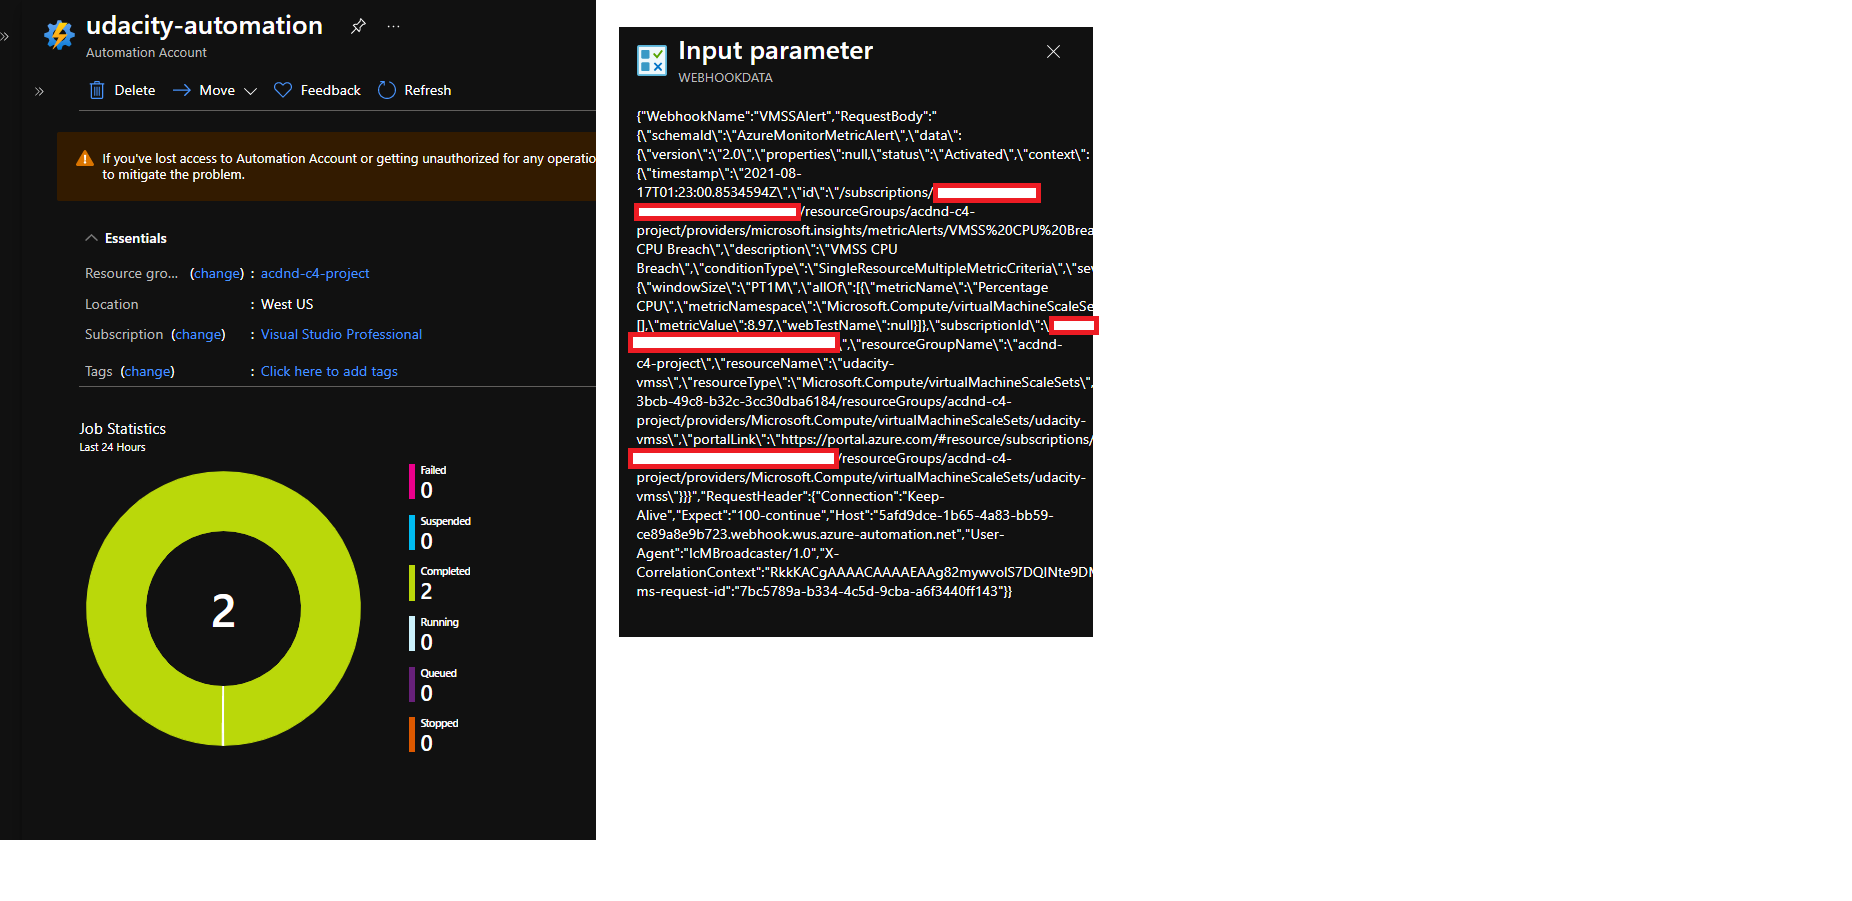 udacity-automation
Automation Account
Delete Move Feedback Refresh
If you've lost access to Automation Account or getting unauthorized for any operatio
to mitigate the problem.
Essentials
Resource gro... (change) : acdnd-c4-project
Location : West US
Subscription (change) : Visual Studio Professional
Tags (change) : Click here to add tags
Job Statistics
Last 24 Hours
2
Failed
0
Suspended
0
Completed
2
Running
0
Queued
0
Stopped
0
Input parameter
WEBHOOKDATA
{"WebhookName":"VMSSAlert","RequestBody":"
{\"schemaId\":\"AzureMonitorMetricAlert\",\"data\":
{\"version\":\"2.0\",\"properties\":null,\"status\":\"Activated\",\"context\":
{\"timestamp\":\"2021-08-
17T01:23:00.8534594Z\",\"id\":\"/subscriptions/
/resourceGroups/acdnd-c4-
project/providers/microsoft.insights/metricAlerts/VMSS%20CPU%20Brea
CPU Breach\",\"description\":\"VMSS CPU
Breach\",\"conditionType\":\"SingleResourceMultipleMetricCriteria\",\"sev
{\"windowSize\":\"PT1M\",\"allOf\":[{\"metricName\":\"Percentage
CPU\",\"metricNamespace\":\"Microsoft.Compute/virtualMachineScaleSe
[],\"metricValue\":8.97,\"webTestName\":null}]},\"subscriptionId\":\
\",\"resourceGroupName\":\"acdnd-
c4-project\",\"resourceName\":\"udacity-
vmss\",\"resourceType\":\"Microsoft.Compute/virtualMachineScaleSets\",
3bcb-49c8-b32c-3cc30dba6184/resourceGroups/acdnd-c4-
project/providers/Microsoft.Compute/virtualMachineScaleSets/udacity-
vmss\",\"portalLink\":\"https://portal.azure.com/#resource/subscriptions/
/resourceGroups/acdnd-c4-
project/providers/Microsoft.Compute/virtualMachineScaleSets/udacity-
vmss\"}}}","RequestHeader":{"Connection":"Keep-
Alive","Expect":"100-continue","Host":"5afd9dce-1b65-4a83-bb59-
ce89a8e9b723.webhook.wus.azure-automation.net","User-
Agent":"IcMBroadcaster/1.0","X-
CorrelationContext":"RkkKACgAAAACAAAAEAAg82mywvoIS7DQINte9DM
ms-request-id":"7bc5789a-b334-4c5d-9cba-a6f3440ff143"}}